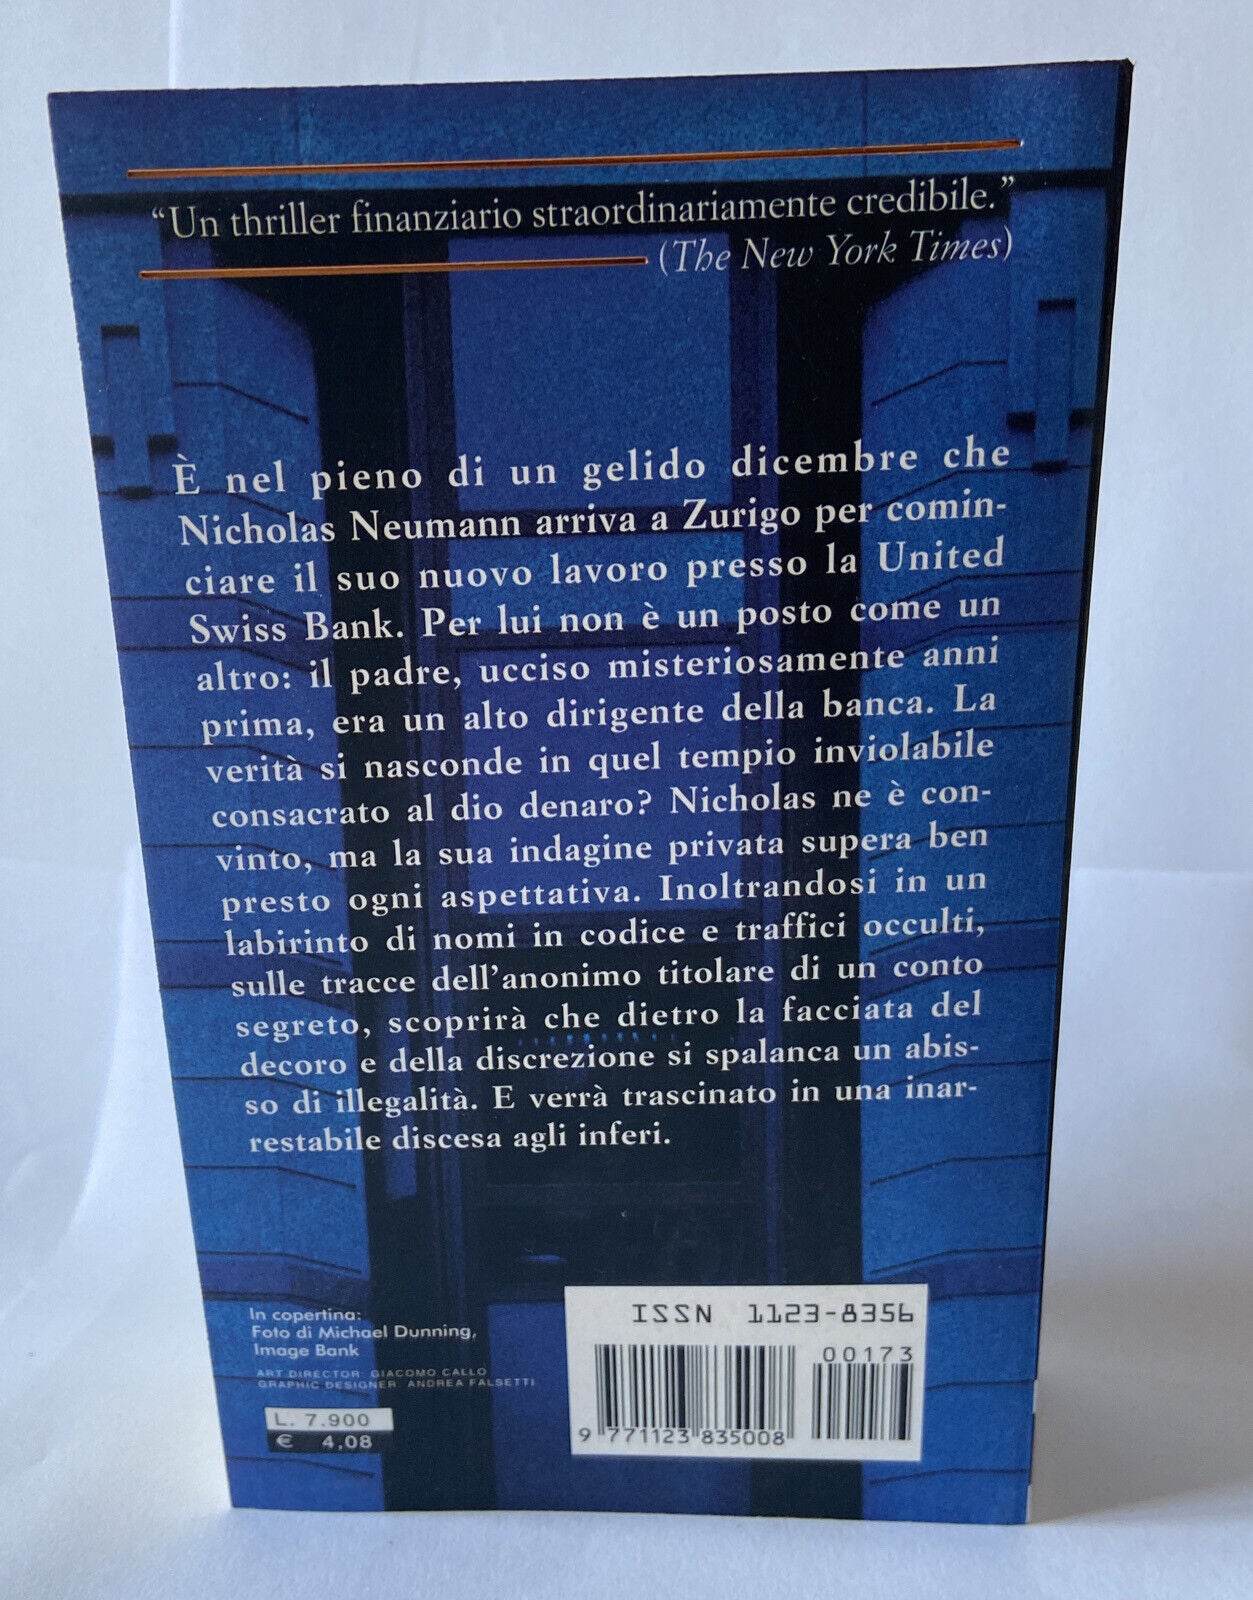 “Un thriller finanziario straordinariamente credibile.”
(The New York Times)
È nel pieno di un gelido dicembre che
Nicholas Neumann arriva a Zurigo per comin-
ciare il suo nuovo lavoro presso la United
Swiss Bank. Per lui non è un posto come un
altro: il padre, ucciso misteriosamente anni
prima, era un alto dirigente della banca. La
verità si nasconde in quel tempio inviolabile
consacrato al dio denaro? Nicholas ne è con-
vinto, ma la sua indagine privata supera ben
presto ogni aspettativa. Inoltrandosi in un
labirinto di nomi in codice e traffici occulti,
sulle tracce dell’anonimo titolare di un conto
segreto, scoprirà che dietro la facciata del
decoro e della discrezione si spalanca un abis-
so di illegalità. E verrà trascinato in una inar-
restabile discesa agli inferi.
In copertina:
Foto di Michael Dunning,
Image Bank
ART DIRECTOR: GIACOMO CALLO
GRAPHIC DESIGNER: ANDREA FALSETTI
L. 7.900
€ 4,08
ISSN 1123-8356
00173
9 771123 835008